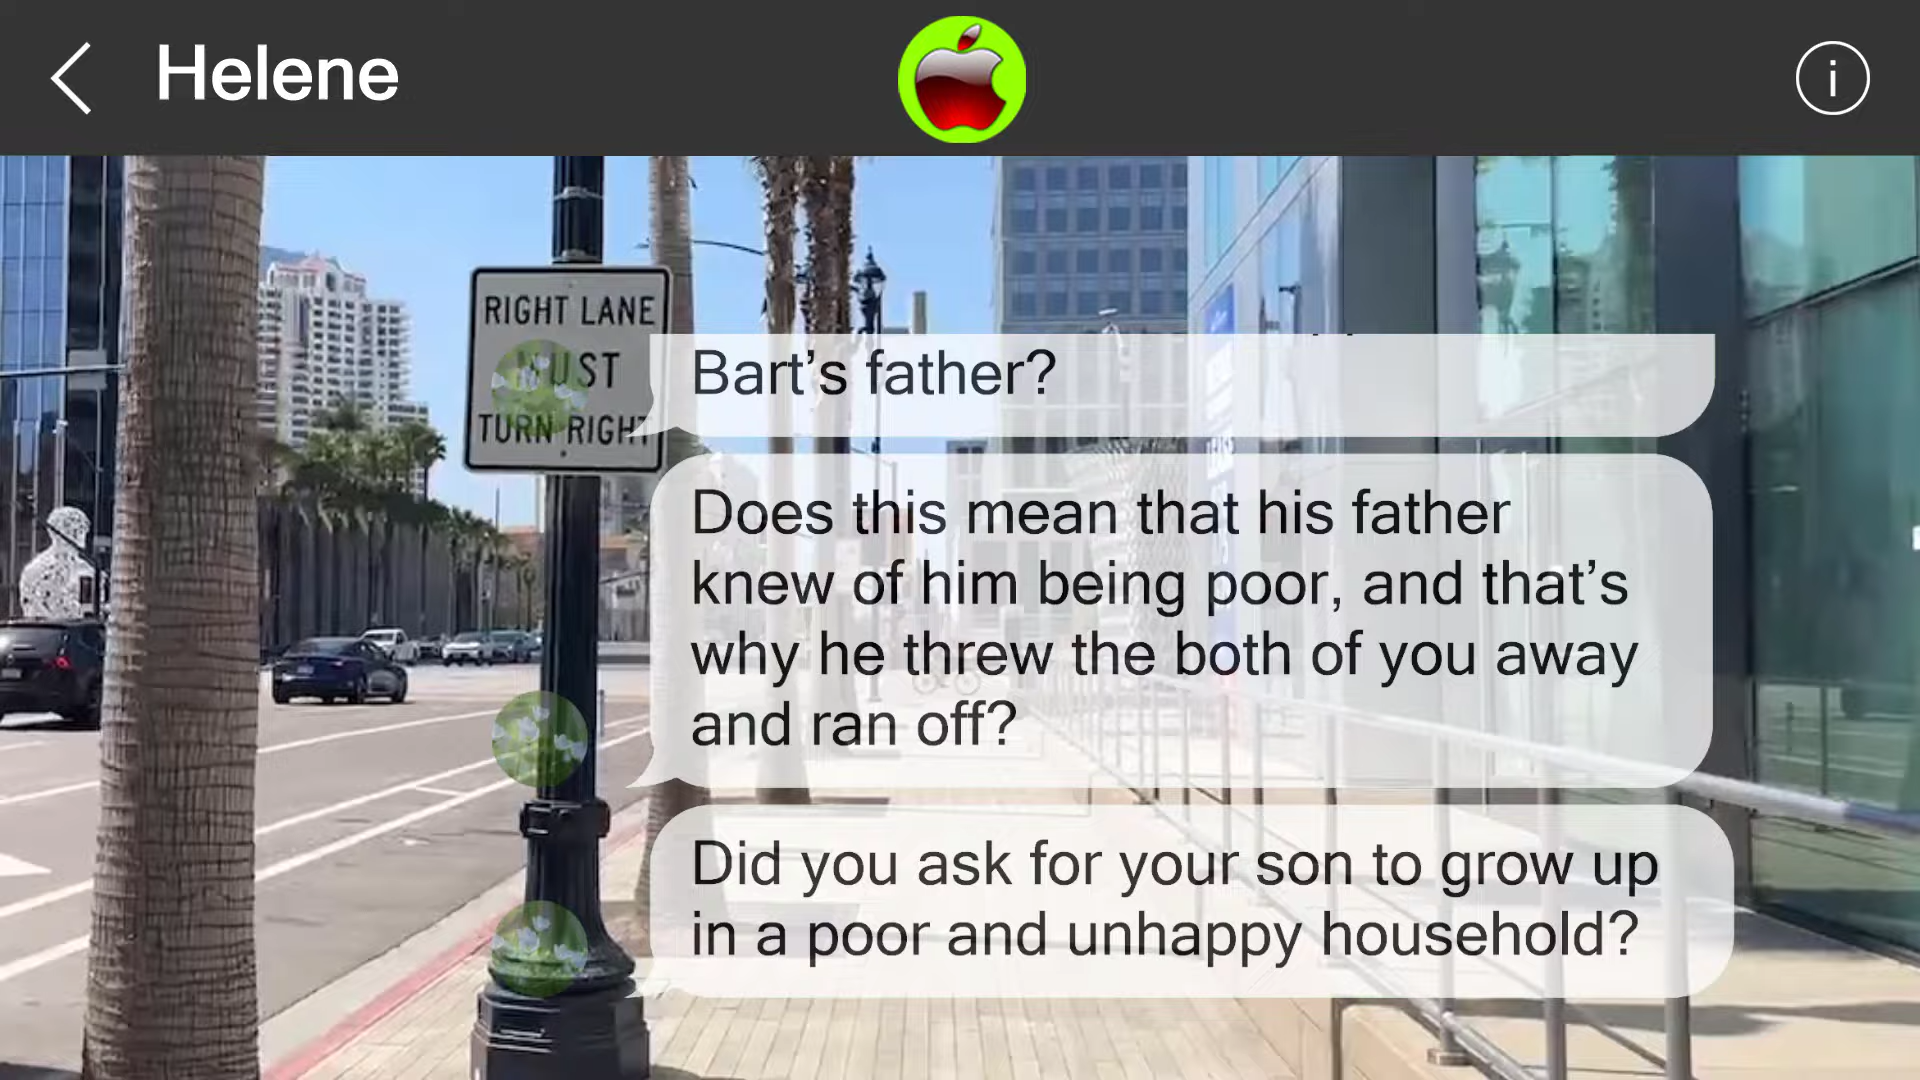 Helene
RIGHT LANE
MUST
TURN RIGHT
Bart’s father?
Does this mean that his father
knew of him being poor, and that’s
why he threw the both of you away
and ran off?
Did you ask for your son to grow up
in a poor and unhappy household?